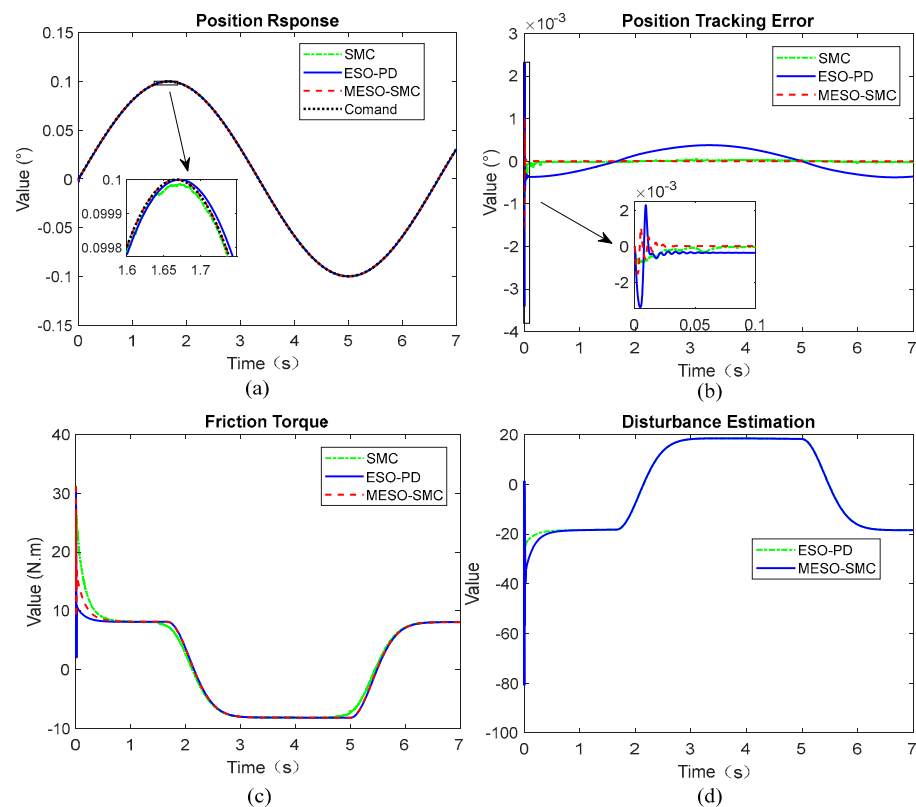 Position Rsponse
0.15
0.1
0.05
0
-0.05
-0.1
-0.15
Value (°)
SMC
ESO-PD
MESO-SMC
Comand
0.1
0.0999
0.0998
1.6
1.65
1.7
0
1
2
3
4
5
6
7
Time（s）
(a)
Position Tracking Error
×10⁻³
3
2
1
0
-1
-2
-3
-4
Value (°)
SMC
ESO-PD
MESO-SMC
×10⁻³
2
0
-2
0
0.05
0.1
0
1
2
3
4
5
6
7
Time（s）
(b)
Friction Torque
40
30
20
10
0
-10
Value (N.m)
SMC
ESO-PD
MESO-SMC
0
1
2
3
4
5
6
7
Time（s）
(c)
Disturbance Estimation
20
0
-20
-40
-60
-80
-100
Value
ESO-PD
MESO-SMC
0
1
2
3
4
5
6
7
Time（s）
(d)